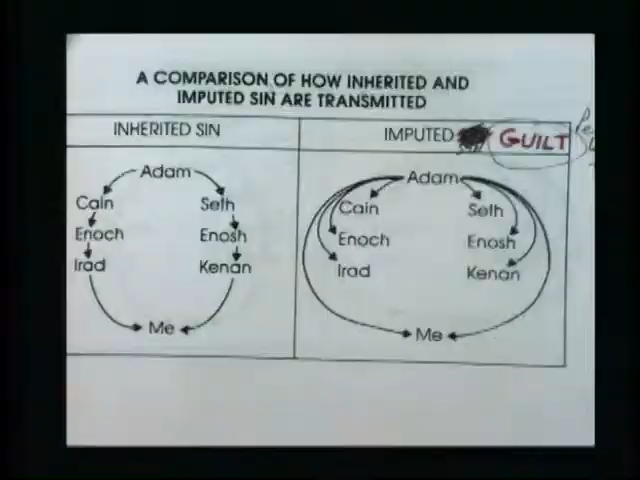 A COMPARISON OF HOW INHERITED AND
IMPUTED SIN ARE TRANSMITTED
INHERITED SIN
IMPUTED GUILT
Adam
Cain Seth
Enoch Enosh
Irad Kenan
Me
Adam
Cain Seth
Enoch Enosh
Irad Kenan
Me